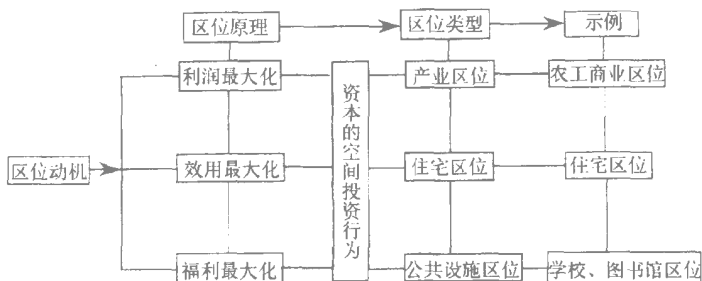 区位原理
区位类型
示例
利润最大化
产业区位
农工商业区位
资本的空间投资行为
区位动机
效用最大化
住宅区位
住宅区位
福利最大化
公共设施区位
学校、图书馆区位